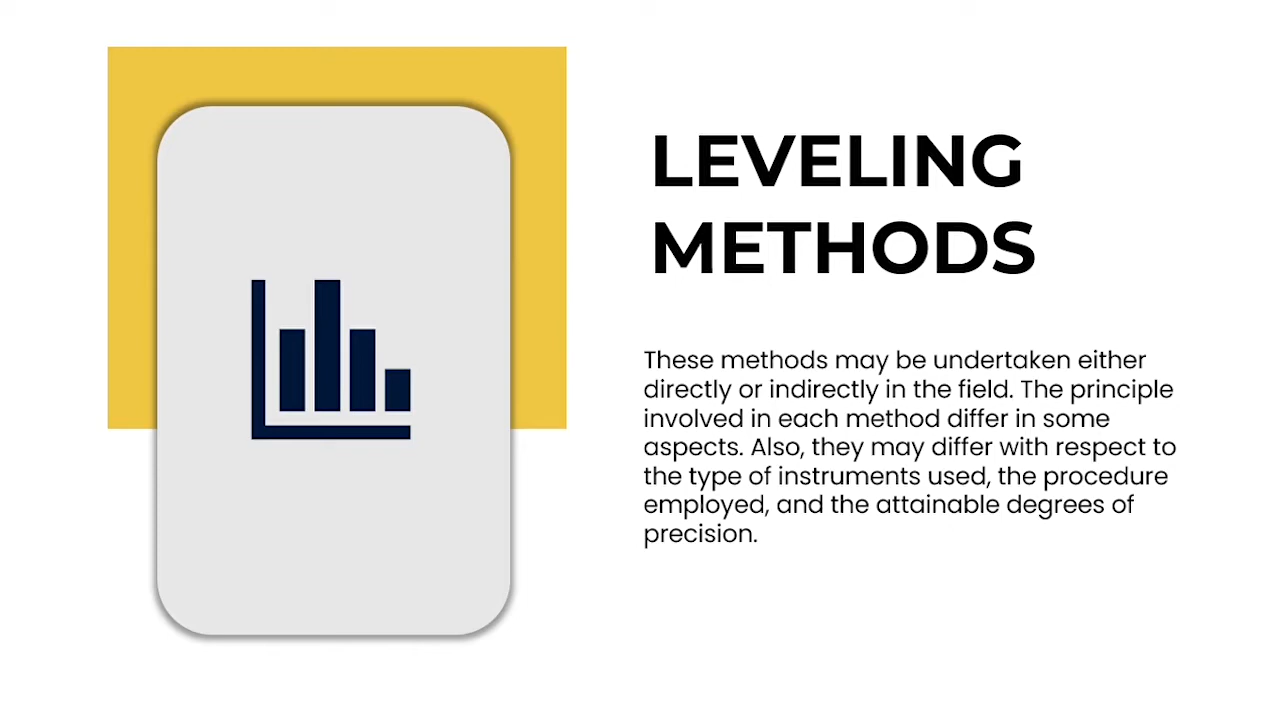 LEVELING
METHODS
These methods may be undertaken either
directly or indirectly in the field. The principle
involved in each method differ in some
aspects. Also, they may differ with respect to
the type of instruments used, the procedure
employed, and the attainable degrees of
precision.